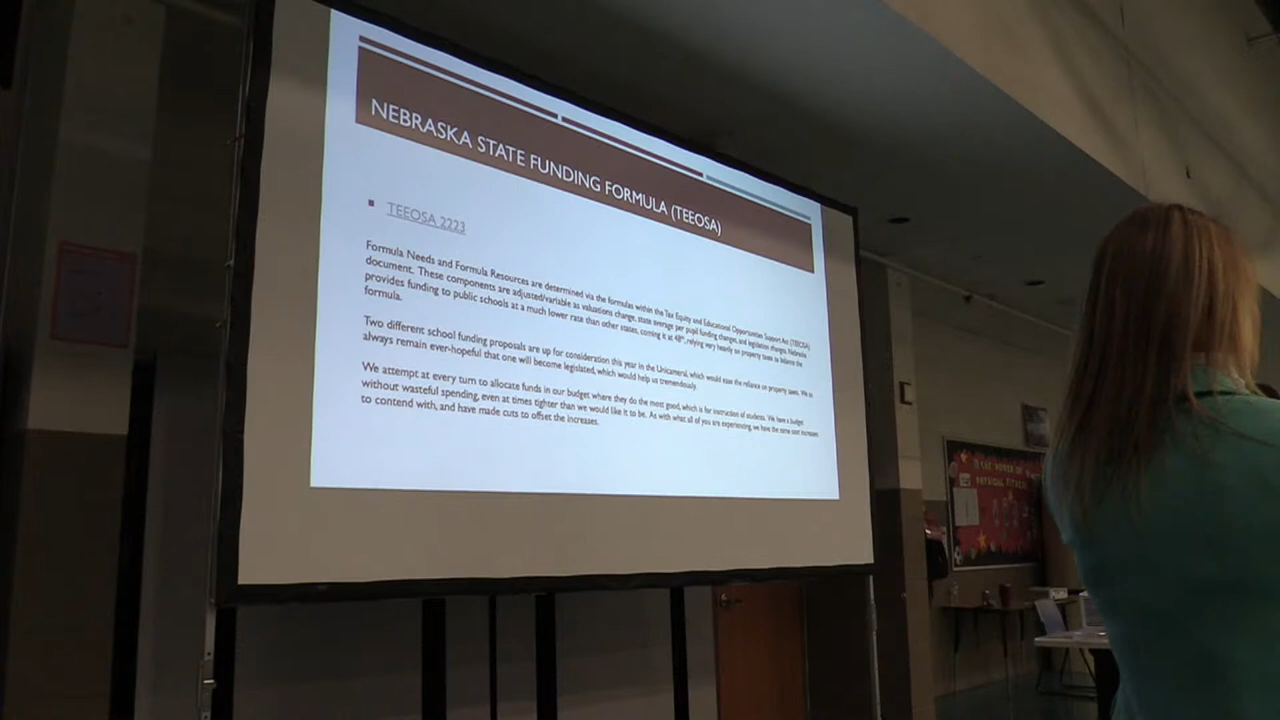 NEBRASKA STATE FUNDING FORMULA (TEEOSA)
TEEOSA 2223
Formula Needs and Formula Resources are determined via the formulas within the Tax Equity and Educational Opportunities Support Act (TEEOSA)
document. These components are adjusted/variable as valuations change, state average per pupil funding changes, and legislation changes. Nebraska
provides funding to public schools at a much lower rate than other states, coming it at 48th, relying very heavily on property taxes to balance the
formula.
Two different school funding proposals are up for consideration this year in the Unicameral, which would ease the reliance on property taxes. We
always remain ever-hopeful that one will become legislated, which would help us tremendously.
We attempt at every turn to allocate funds in our budget where they do the most good, which is for instruction of students. We have a budget
without wasteful spending, even at times tighter than we would like it to be. As with what all of you are experiencing, we have the same cost increases
to contend with, and have made cuts to offset the increases.
THE POWER OF
PHYSICAL FITNESS